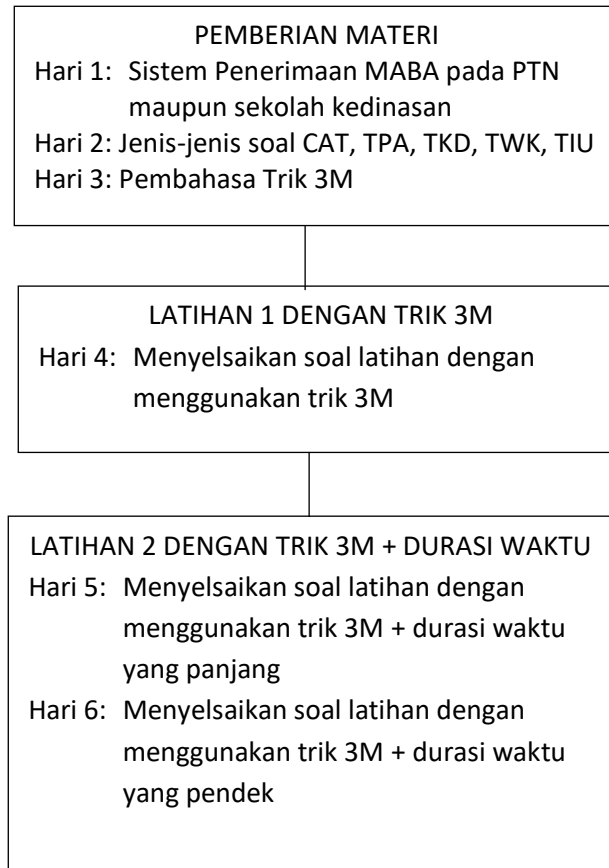 PEMBERIAN MATERI
Hari 1: Sistem Penerimaan MABA pada PTN
maupun sekolah kedinasan
Hari 2: Jenis-jenis soal CAT, TPA, TKD, TWK, TIU
Hari 3: Pembahasa Trik 3M
LATIHAN 1 DENGAN TRIK 3M
Hari 4: Menyelsaikan soal latihan dengan
menggunakan trik 3M
LATIHAN 2 DENGAN TRIK 3M + DURASI WAKTU
Hari 5: Menyelsaikan soal latihan dengan
menggunakan trik 3M + durasi waktu
yang panjang
Hari 6: Menyelsaikan soal latihan dengan
menggunakan trik 3M + durasi waktu
yang pendek